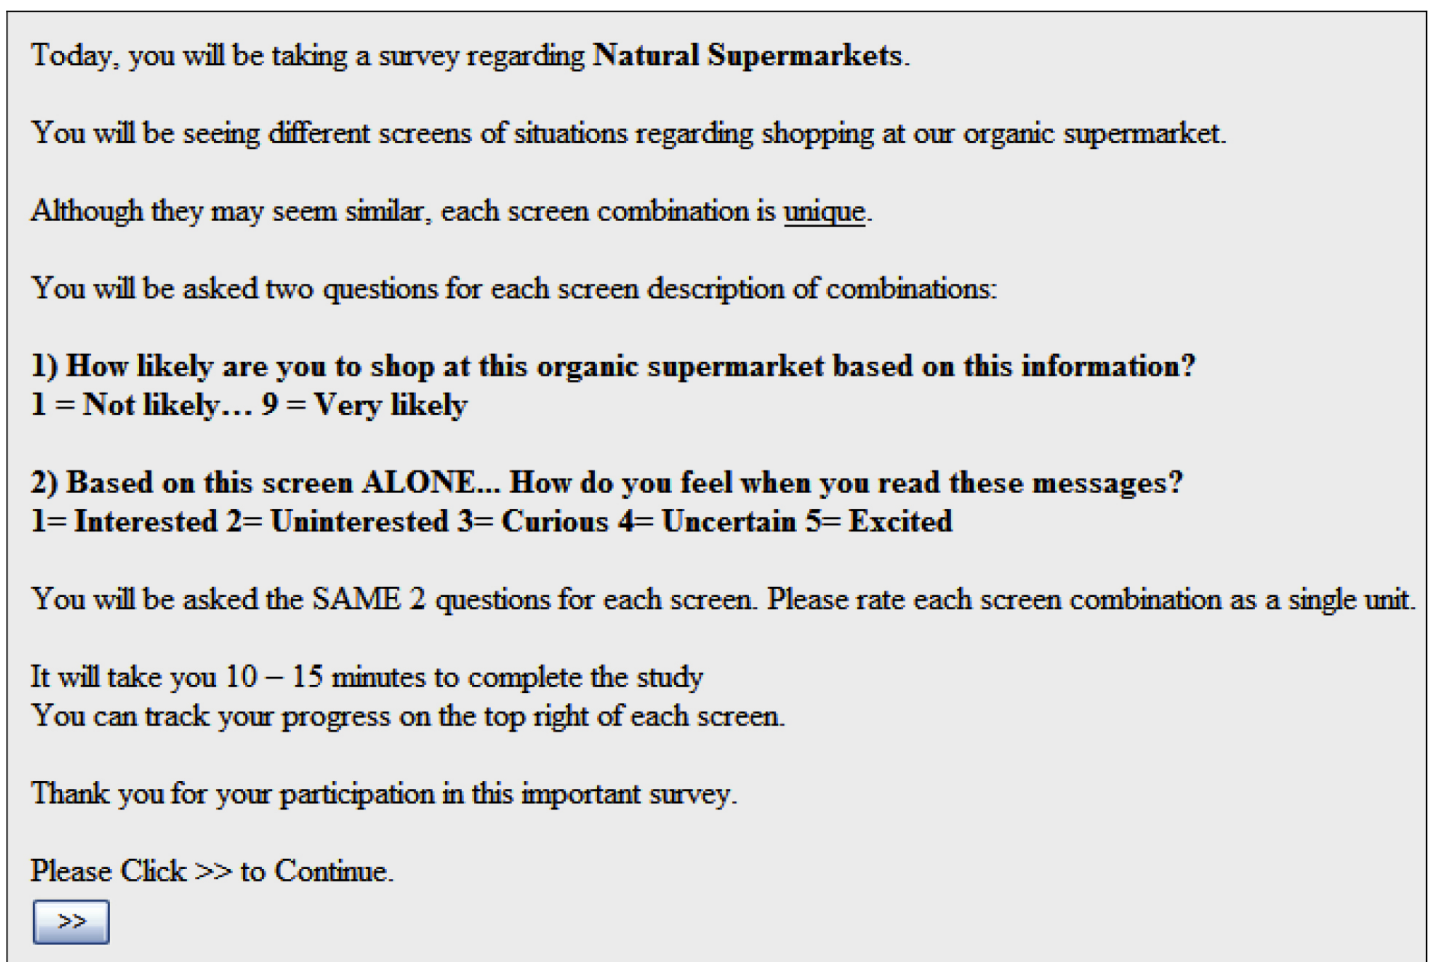 Today, you will be taking a survey regarding Natural Supermarkets.
You will be seeing different screens of situations regarding shopping at our organic supermarket.
Although they may seem similar, each screen combination is unique.
You will be asked two questions for each screen description of combinations:
1) How likely are you to shop at this organic supermarket based on this information?
1 = Not likely… 9 = Very likely
2) Based on this screen ALONE... How do you feel when you read these messages?
1= Interested 2= Uninterested 3= Curious 4= Uncertain 5= Excited
You will be asked the SAME 2 questions for each screen. Please rate each screen combination as a single unit.
It will take you 10 – 15 minutes to complete the study
You can track your progress on the top right of each screen.
Thank you for your participation in this important survey.
Please Click >> to Continue.
>>